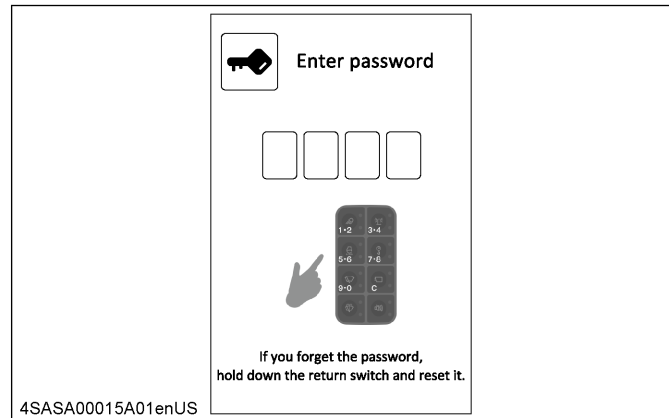 Enter password
1•2 3•4
5•6 7•8
9•0 C
If you forget the password,
hold down the return switch and reset it.
4SASA00015A01enUS